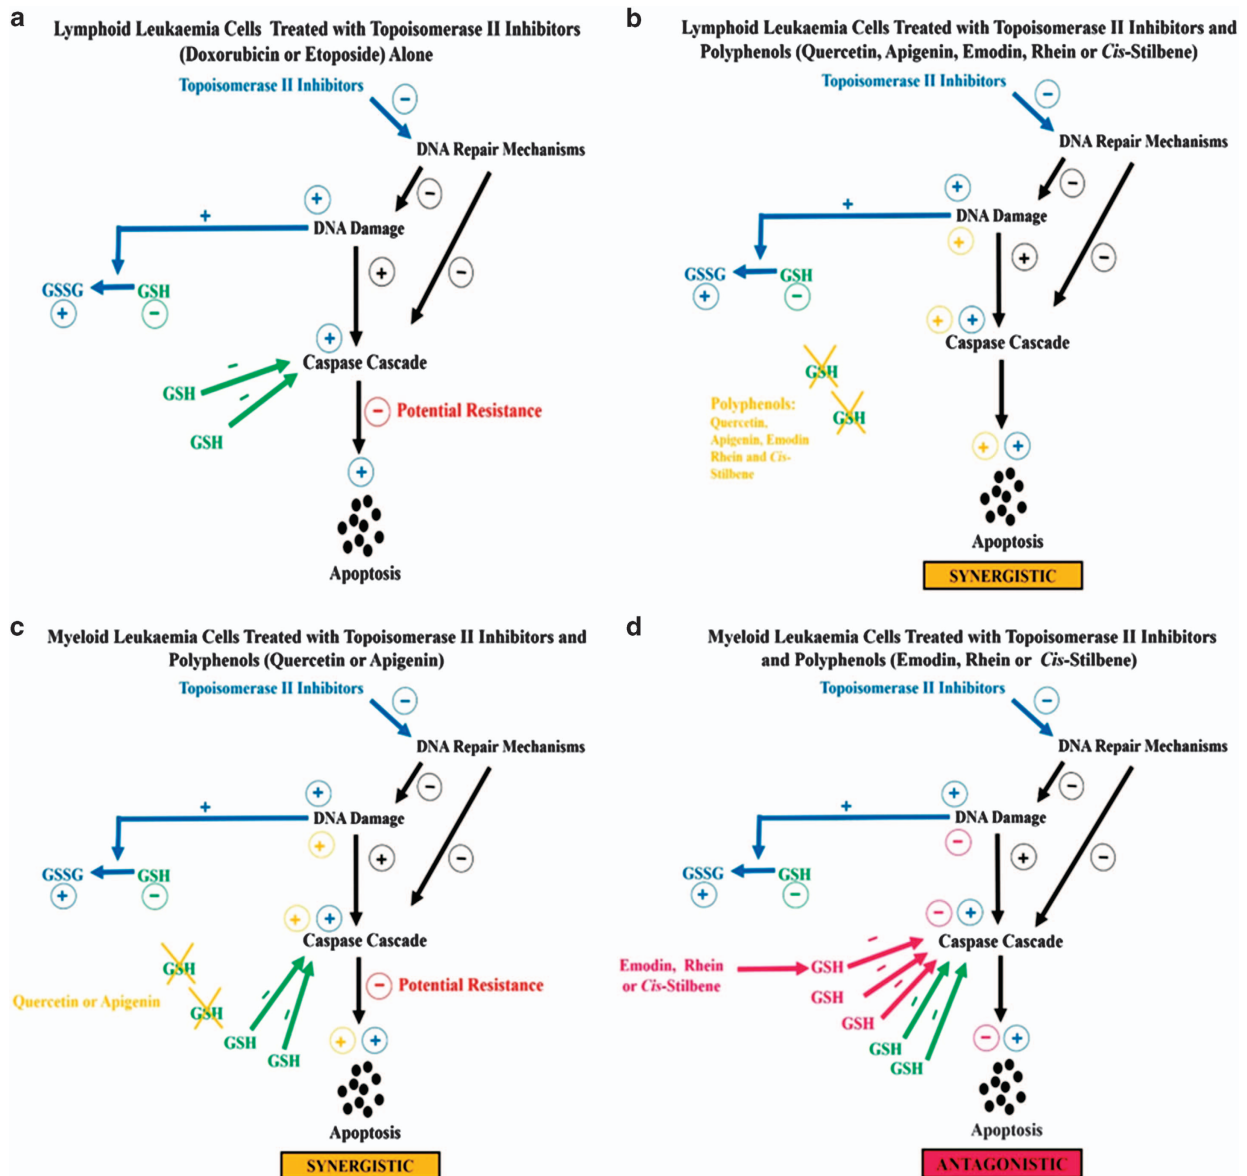 a
Lymphoid Leukaemia Cells Treated with Topoisomerase II Inhibitors
(Doxorubicin or Etoposide) Alone
Topoisomerase II Inhibitors
−
DNA Repair Mechanisms
−
+
+
DNA Damage
+
−
GSSG
GSH
+
−
+
Caspase Cascade
−
GSH
−
GSH
− Potential Resistance
+
Apoptosis
b
Lymphoid Leukaemia Cells Treated with Topoisomerase II Inhibitors and
Polyphenols (Quercetin, Apigenin, Emodin, Rhein or Cis-Stilbene)
Topoisomerase II Inhibitors
−
DNA Repair Mechanisms
−
+
+
DNA Damage
+
+
−
GSSG
GSH
+
−
+ +
Caspase Cascade
GSH
GSH
Polyphenols:
Quercetin,
Apigenin, Emodin
Rhein and Cis-
Stilbene
+ +
Apoptosis
SYNERGISTIC
c
Myeloid Leukaemia Cells Treated with Topoisomerase II Inhibitors and
Polyphenols (Quercetin or Apigenin)
Topoisomerase II Inhibitors
−
DNA Repair Mechanisms
−
+
+
DNA Damage
+
+
−
GSSG
GSH
+
−
+ +
Caspase Cascade
GSH
Quercetin or Apigenin
GSH
−
−
GSH
GSH
− Potential Resistance
+ +
Apoptosis
SYNERGISTIC
d
Myeloid Leukaemia Cells Treated with Topoisomerase II Inhibitors
and Polyphenols (Emodin, Rhein or Cis-Stilbene)
Topoisomerase II Inhibitors
−
DNA Repair Mechanisms
−
+
+
DNA Damage
−
+
−
GSSG
GSH
+
−
− +
Caspase Cascade
Emodin, Rhein
or Cis-Stilbene
−
GSH
−
GSH
−
GSH
−
GSH
−
GSH
− +
Apoptosis
ANTAGONISTIC